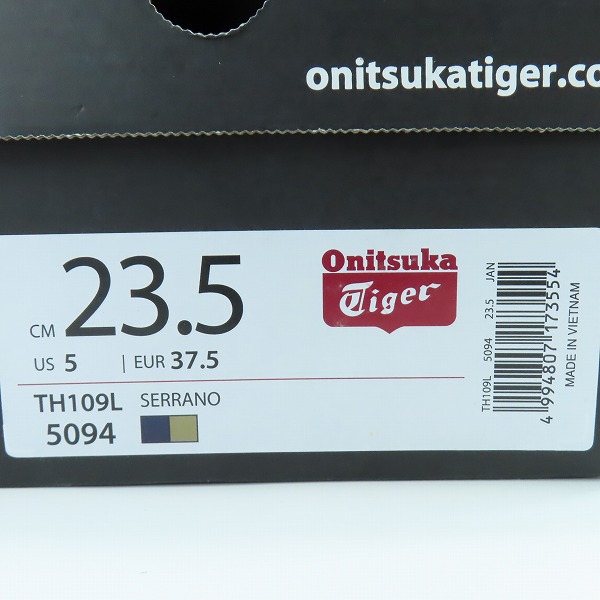 onitsukatiger.co
CM 23.5
US 5 | EUR 37.5
Onitsuka
Tiger
TH109L SERRANO
5094
TH109L 5094 23.5 JAN
4 994807 173554
MADE IN VIETNAM